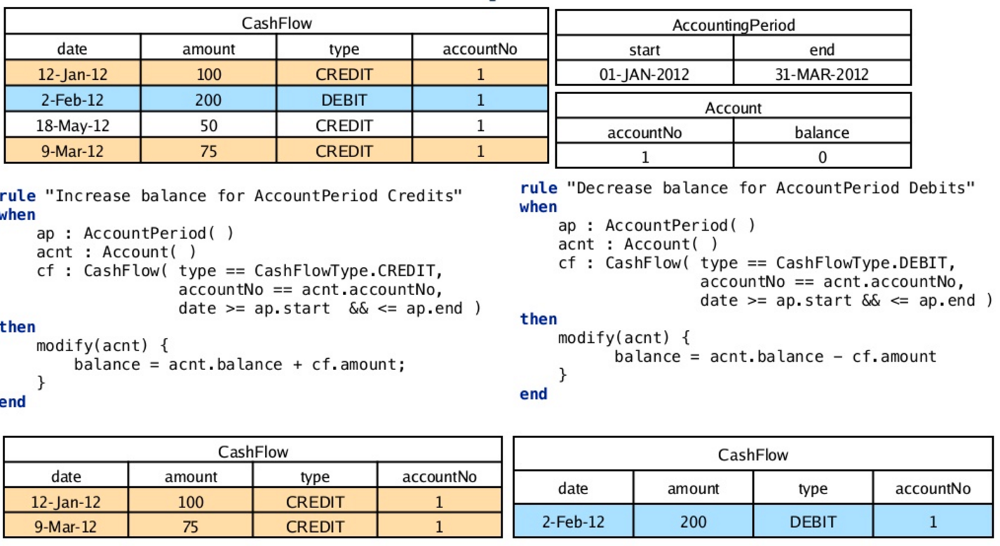 CashFlow
date amount type accountNo
12-Jan-12 100 CREDIT 1
2-Feb-12 200 DEBIT 1
18-May-12 50 CREDIT 1
9-Mar-12 75 CREDIT 1
AccountingPeriod
start end
01-JAN-2012 31-MAR-2012
Account
accountNo balance
1 0
rule "Increase balance for AccountPeriod Credits"
when
ap : AccountPeriod( )
acnt : Account( )
cf : CashFlow( type == CashFlowType.CREDIT,
accountNo == acnt.accountNo,
date >= ap.start && <= ap.end )
then
modify(acnt) {
balance = acnt.balance + cf.amount;
}
end
rule "Decrease balance for AccountPeriod Debits"
when
ap : AccountPeriod( )
acnt : Account( )
cf : CashFlow( type == CashFlowType.DEBIT,
accountNo == acnt.accountNo,
date >= ap.start && <= ap.end )
then
modify(acnt) {
balance = acnt.balance − cf.amount
}
end
CashFlow
date amount type accountNo
12-Jan-12 100 CREDIT 1
9-Mar-12 75 CREDIT 1
CashFlow
date amount type accountNo
2-Feb-12 200 DEBIT 1